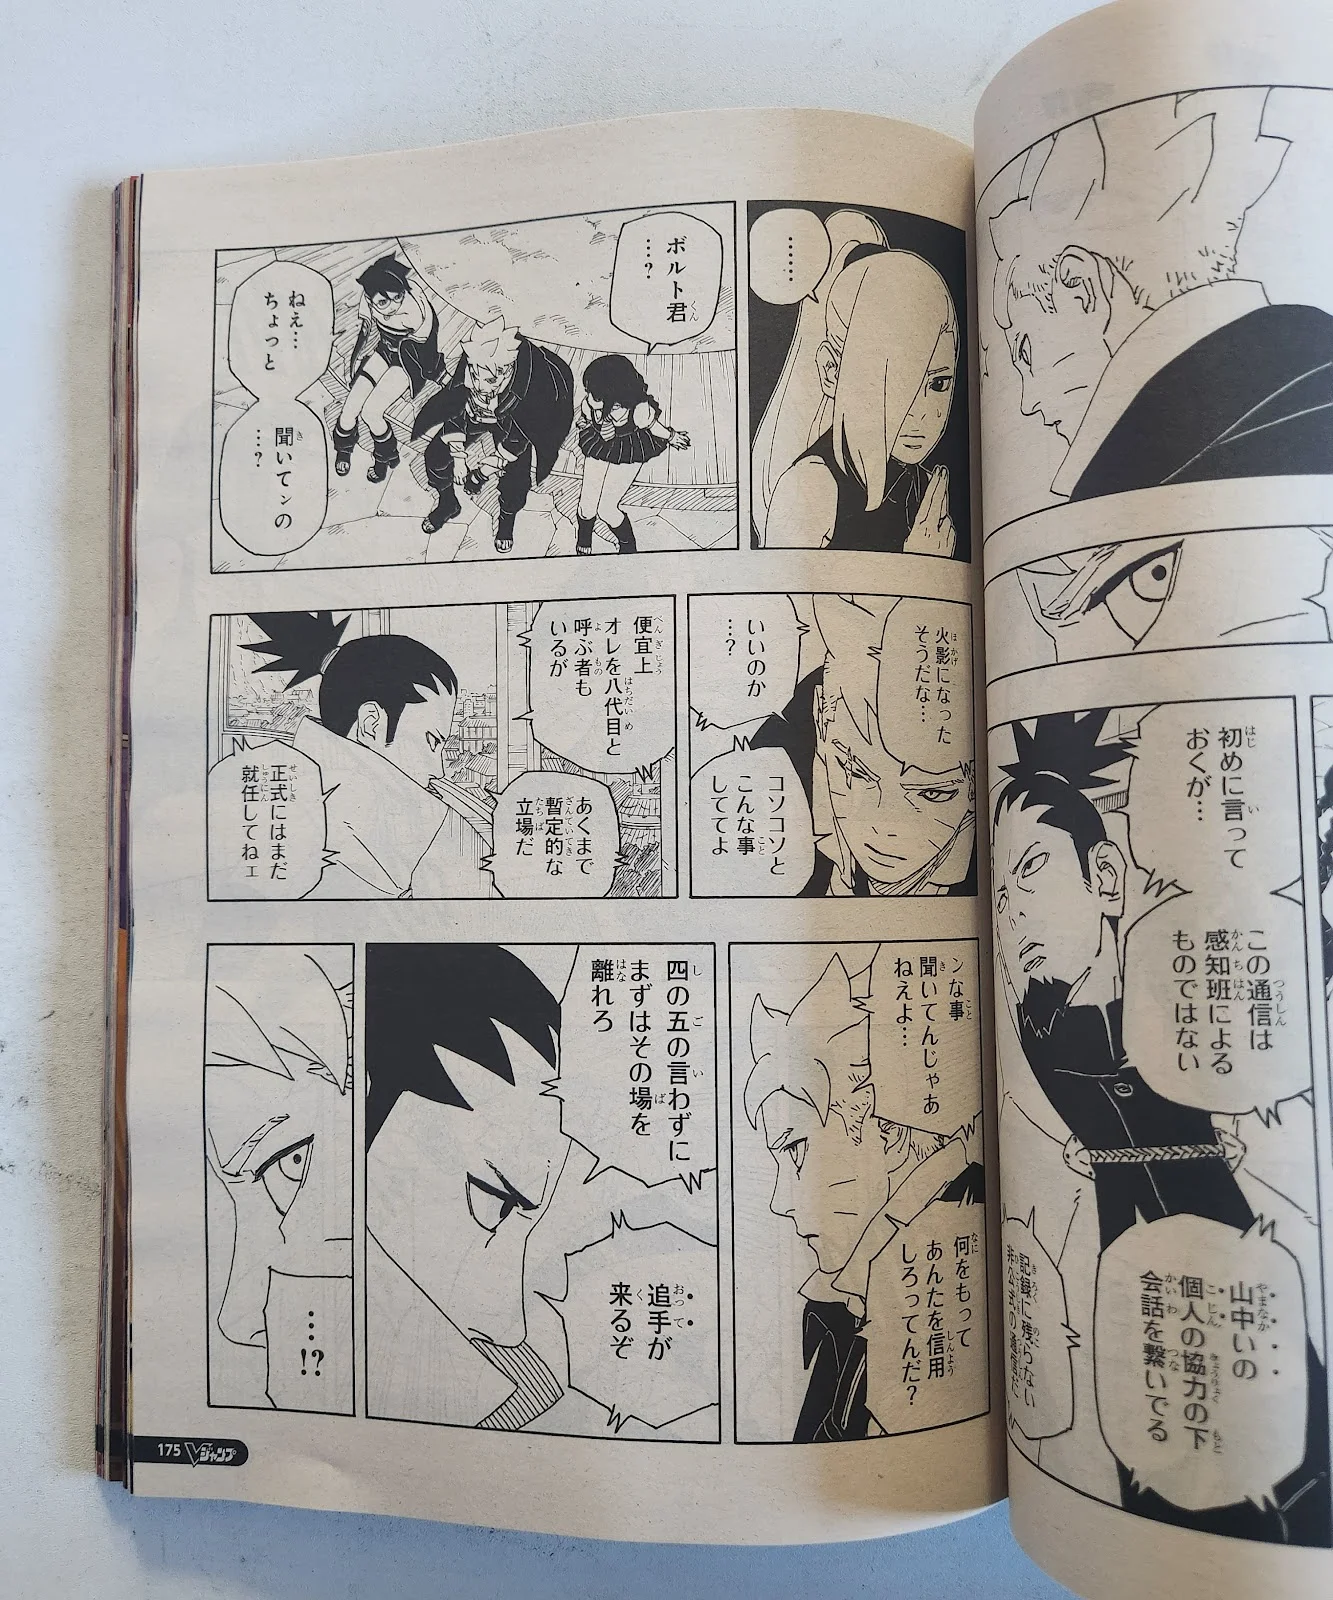 初めに言って
おくが…
この通信は
感知班による
ものではない
山中いの
個人の協力の下
会話を繋いでる
記録に残らない
非公式の通信だ
………
ボルト君
…?
ねえ…
ちょっと
聞いてンの
…?
火影になった
そうだな…
いいのか
…?
コソコソと
こんな事
しててよ
便宜上
オレを八代目と
呼ぶ者も
いるが
あくまで
暫定的な
立場だ
正式にはまだ
就任してねェ
ンな事
聞いてんじゃあ
ねえよ…
何をもって
あんたを信用
しろってんだ?
四の五の言わずに
まずはその場を
離れろ
追手が
来るぞ
…!?
175 Vジャンプ